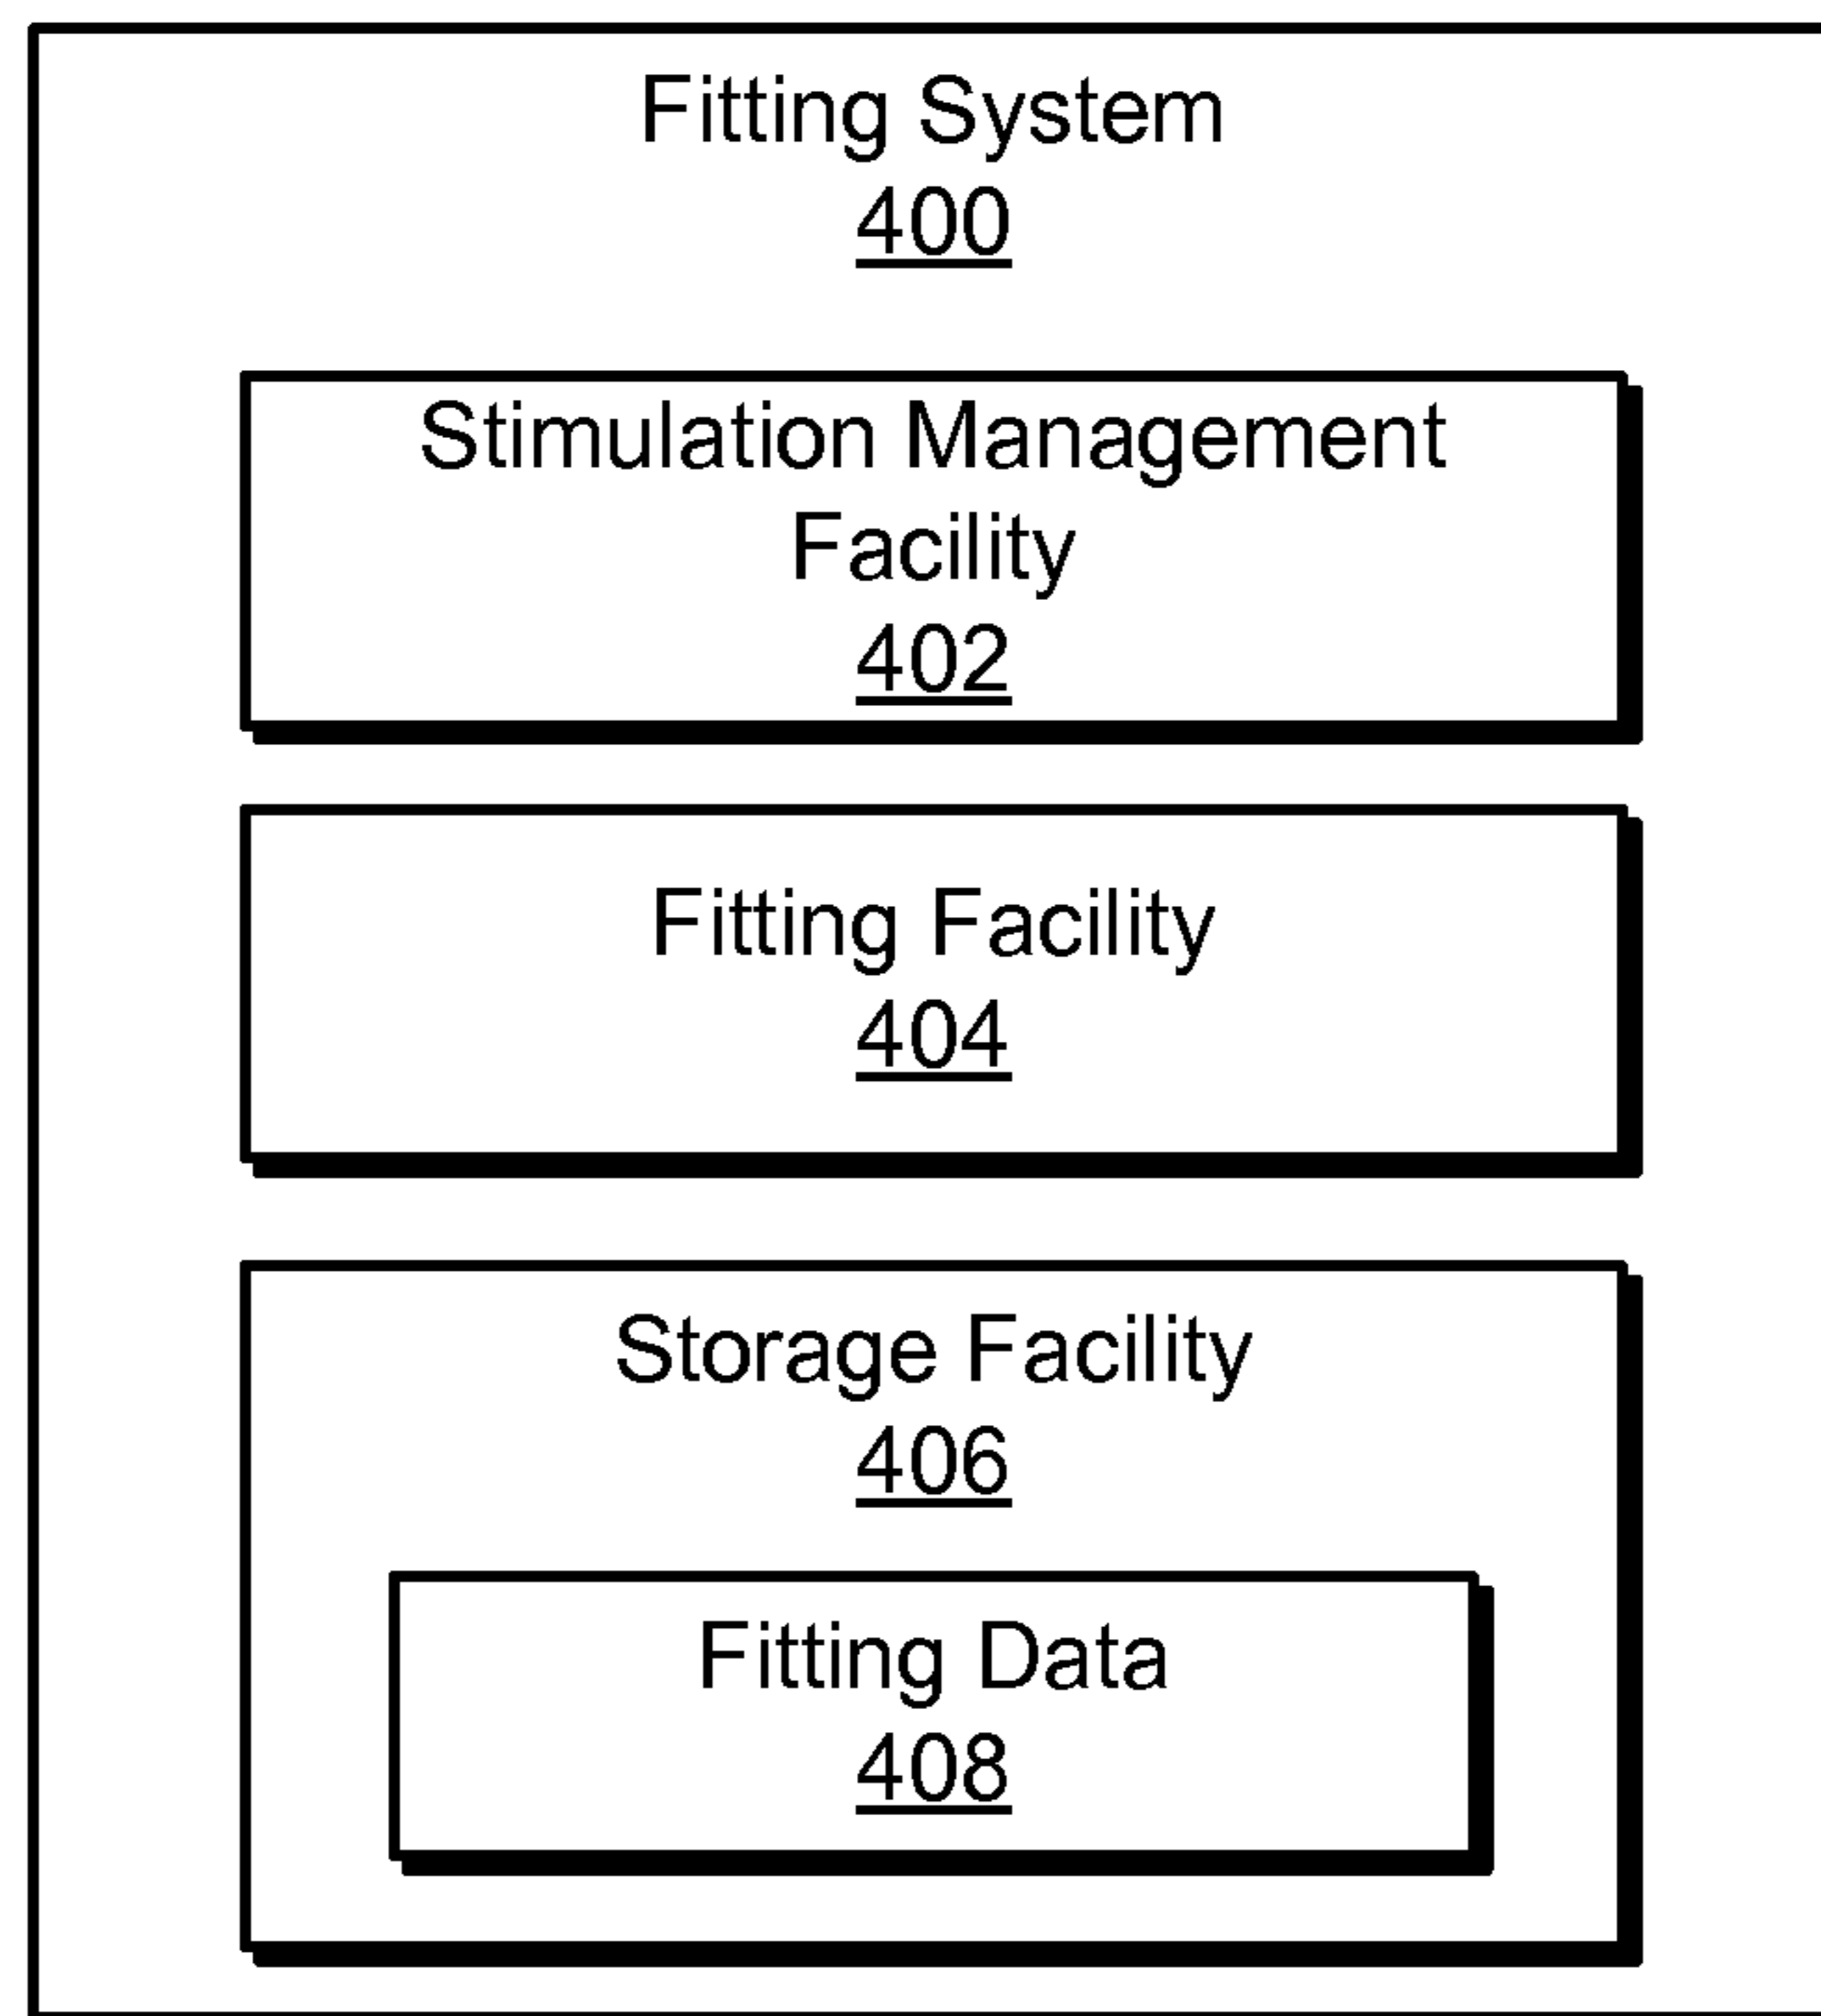 Fitting System
400
Stimulation Management
Facility
402
Fitting Facility
404
Storage Facility
406
Fitting Data
408